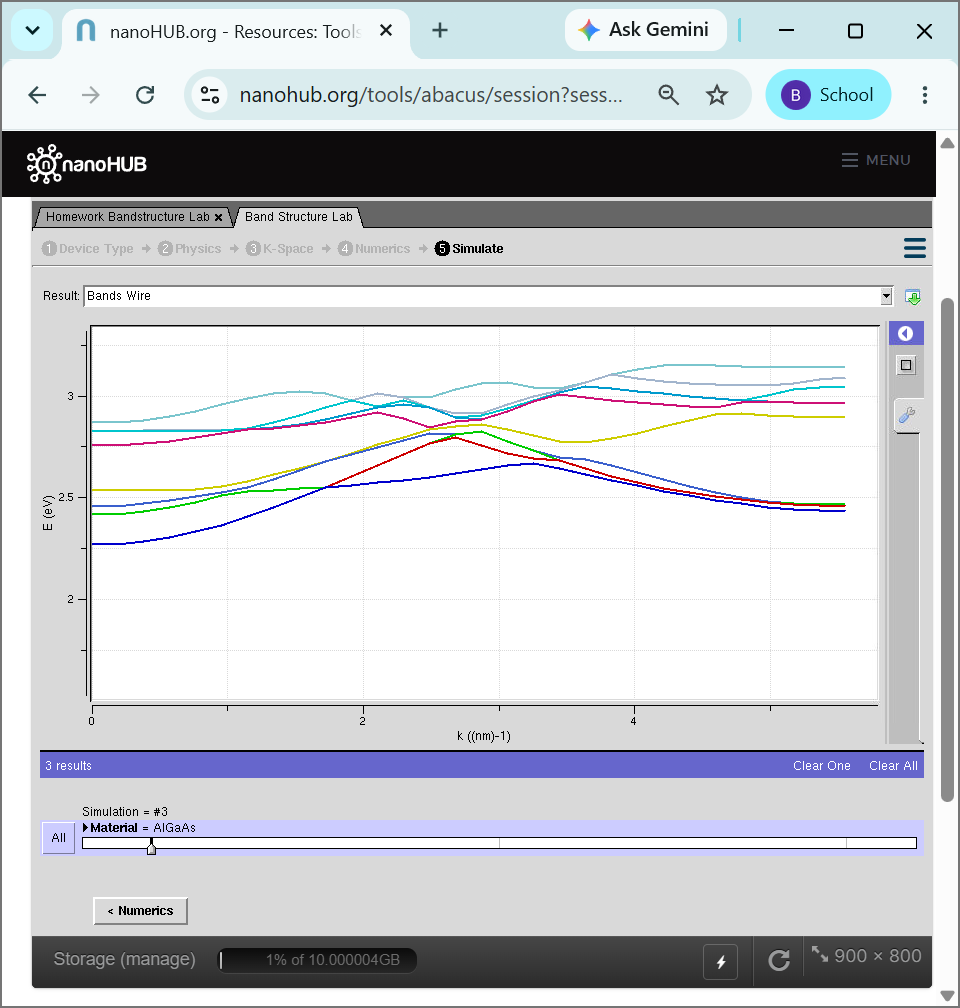 nanoHUB.org - Resources: Tools
Ask Gemini
nanohub.org/tools/abacus/session?sess...
B School
nanoHUB
MENU
Homework Bandstructure Lab
Band Structure Lab
1 Device Type → 2 Physics → 3 K-Space → 4 Numerics → 5 Simulate
Result: Bands Wire
3
2.5
2
E (eV)
0 2 4
k ((nm)-1)
3 results Clear One Clear All
Simulation = #3
All
Material = AlGaAs
< Numerics
Storage (manage) 1% of 10.000004GB 900 × 800